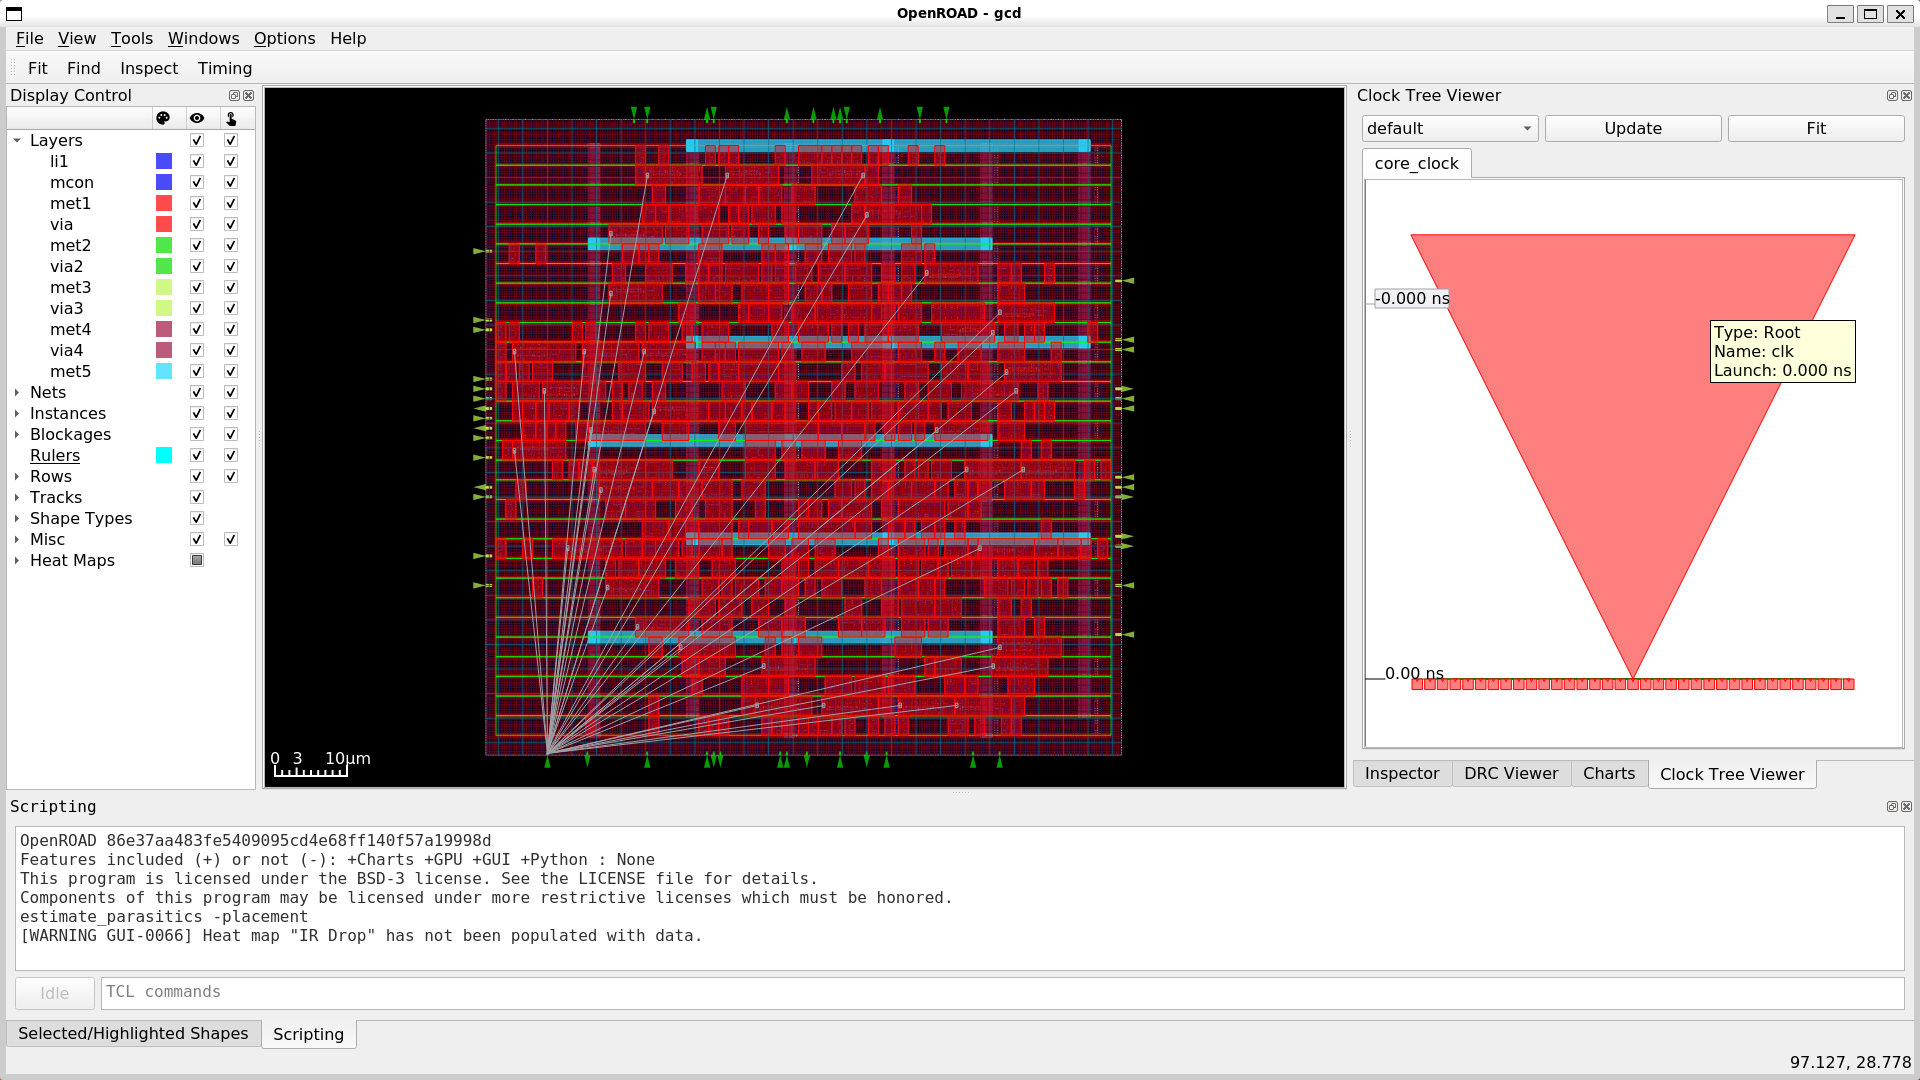 OpenROAD - gcd
File View Tools Windows Options Help
Fit Find Inspect Timing
Display Control
Layers
li1
mcon
met1
via
met2
via2
met3
via3
met4
via4
met5
Nets
Instances
Blockages
Rulers
Rows
Tracks
Shape Types
Misc
Heat Maps
0 3 10μm
Clock Tree Viewer
default Update Fit
core_clock
-0.000 ns
Type: Root
Name: clk
Launch: 0.000 ns
0.00 ns
Inspector DRC Viewer Charts Clock Tree Viewer
Scripting
OpenROAD 86e37aa483fe5409095cd4e68ff140f57a19998d
Features included (+) or not (-): +Charts +GPU +GUI +Python : None
This program is licensed under the BSD-3 license. See the LICENSE file for details.
Components of this program may be licensed under more restrictive licenses which must be honored.
estimate_parasitics -placement
[WARNING GUI-0066] Heat map "IR Drop" has not been populated with data.
Idle TCL commands
Selected/Highlighted Shapes Scripting
97.127, 28.778